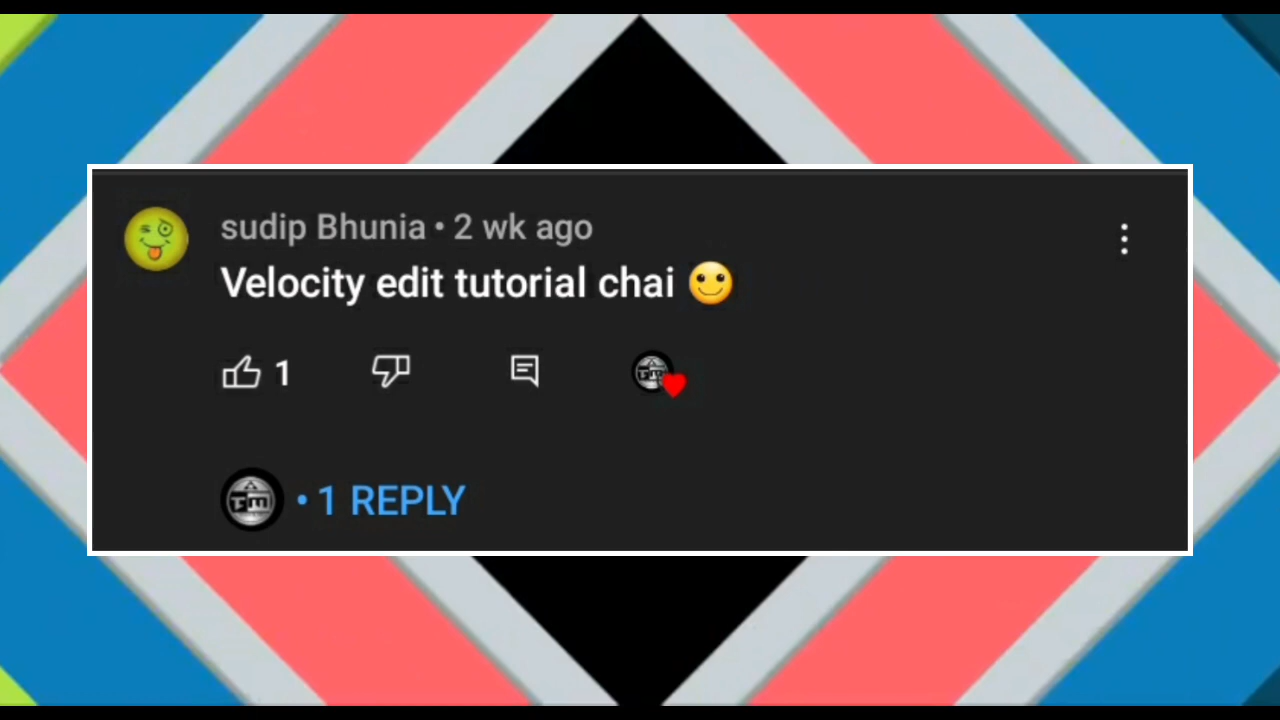 sudip Bhunia • 2 wk ago
Velocity edit tutorial chai 🙂
1
• 1 REPLY